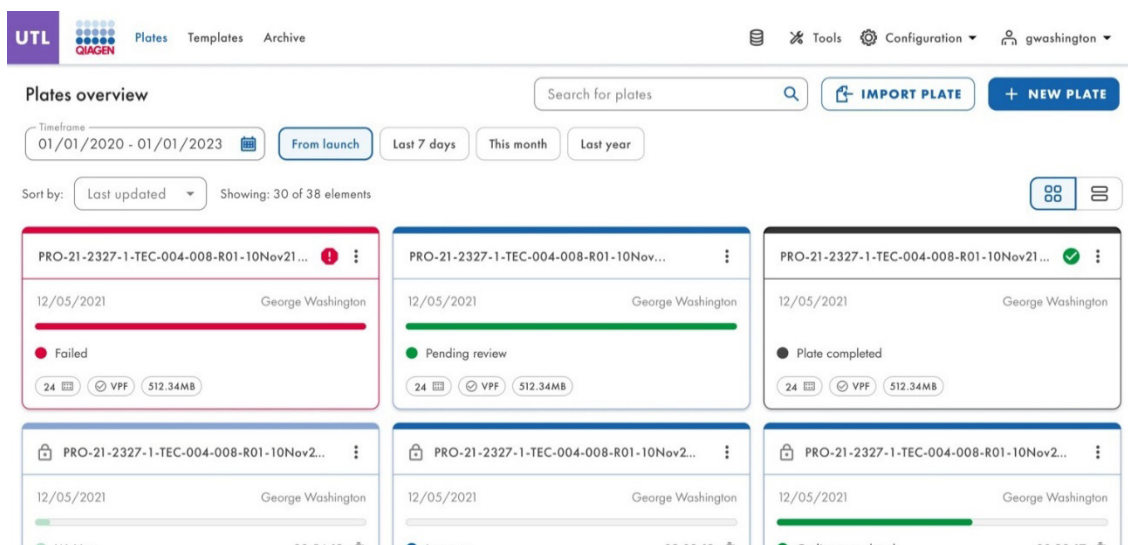 UTL QIAGEN Plates Templates Archive Tools Configuration gwashington
Plates overview Search for plates IMPORT PLATE + NEW PLATE
Timeframe
01/01/2020 - 01/01/2023 From launch Last 7 days This month Last year
Sort by: Last updated Showing: 30 of 38 elements
PRO-21-2327-1-TEC-004-008-R01-10Nov21... PRO-21-2327-1-TEC-004-008-R01-10Nov... PRO-21-2327-1-TEC-004-008-R01-10Nov21...
12/05/2021 George Washington 12/05/2021 George Washington 12/05/2021 George Washington
Failed Pending review Plate completed
24 VPF 512.34MB 24 VPF 512.34MB 24 VPF 512.34MB
PRO-21-2327-1-TEC-004-008-R01-10Nov2... PRO-21-2327-1-TEC-004-008-R01-10Nov2... PRO-21-2327-1-TEC-004-008-R01-10Nov2...
12/05/2021 George Washington 12/05/2021 George Washington 12/05/2021 George Washington